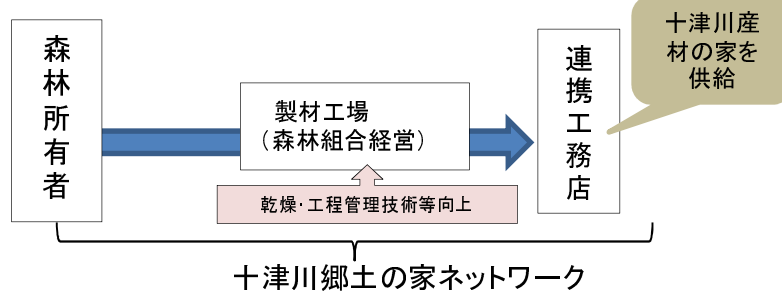 森林所有者
製材工場
（森林組合経営）
連携工務店
十津川産
材の家を
供給
乾燥・工程管理技術等向上
十津川郷土の家ネットワーク